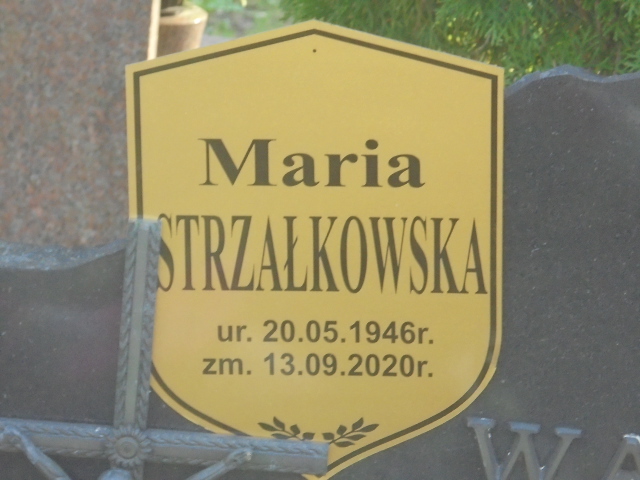 Maria
STRZAŁKOWSKA
ur. 20.05.1946r.
zm. 13.09.2020r.